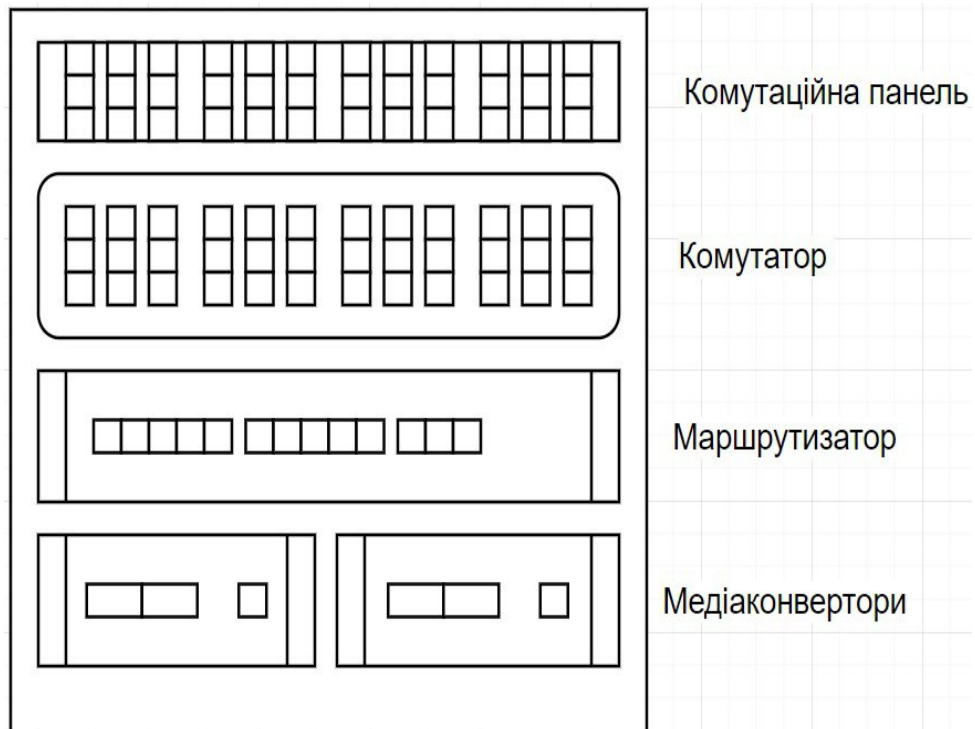 Комутаційна панель
Комутатор
Маршрутизатор
Медіаконвертори